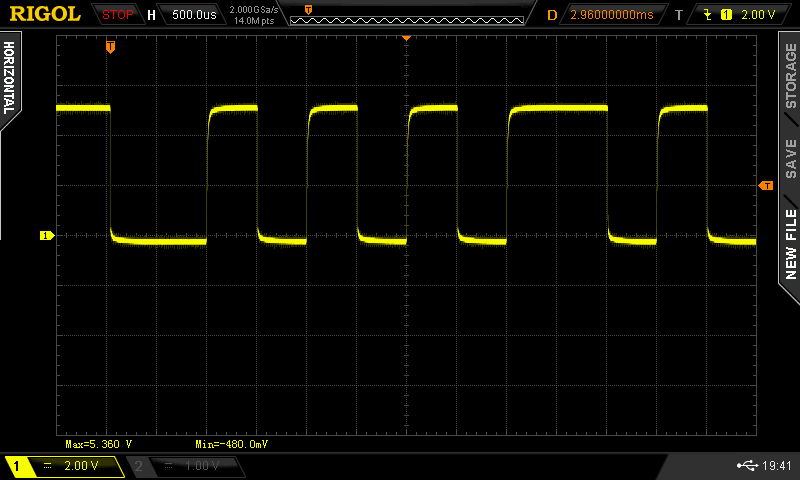 RIGOL STOP H 500.0us 2.000GSa/s 14.0M pts T D 2.96000000ms T 1 2.00 V
HORIZONTAL
T
STORAGE
SAVE
NEW FILE
T
1
Max=5.360 V Min=-480.0mV
1 2.00 V 2 1.00 V 19:41